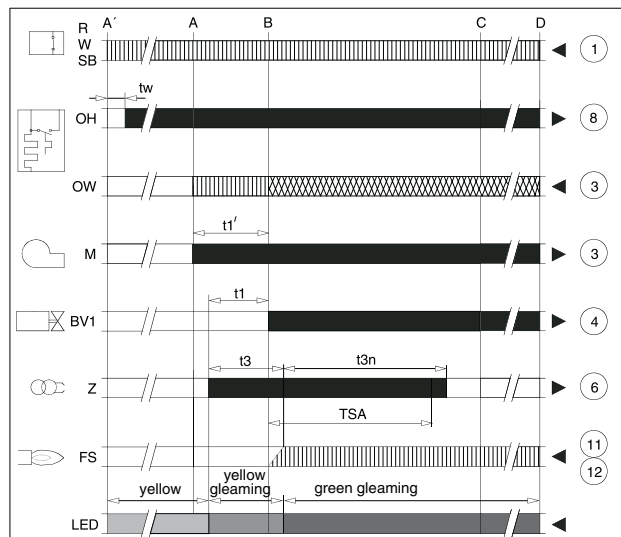 A´ A B C D
R
W
SB 1
tw
OH 8
OW 3
t1′
M 3
t1
BV1 4
t3 t3n
Z 6
TSA
FS 11
12
yellow yellow
gleaming green gleaming
LED